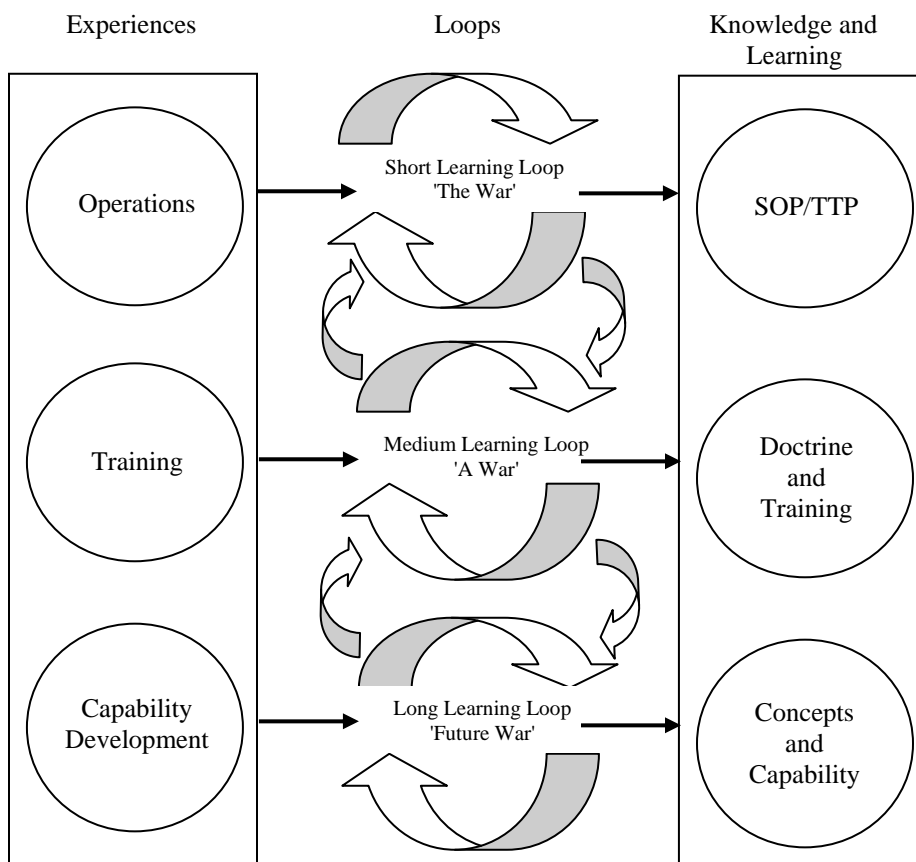 Experiences
Loops
Knowledge and
Learning
Operations
Short Learning Loop
'The War'
SOP/TTP
Training
Medium Learning Loop
'A War'
Doctrine
and
Training
Capability
Development
Long Learning Loop
'Future War'
Concepts
and
Capability